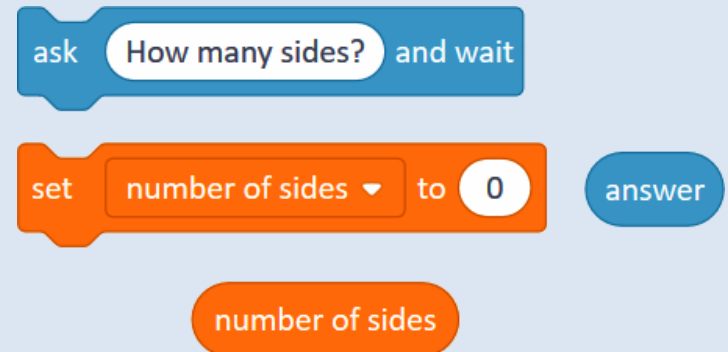 ask How many sides? and wait
set number of sides to 0 answer
number of sides